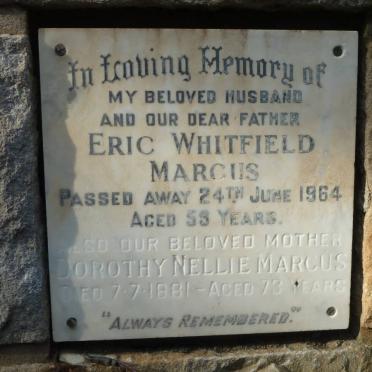 In Loving Memory of
MY BELOVED HUSBAND
AND OUR DEAR FATHER
ERIC WHITFIELD
MARCUS
PASSED AWAY 24TH JUNE 1964
AGED 59 YEARS.
ALSO OUR BELOVED MOTHER
DOROTHY NELLIE MARCUS
DIED 7·7·1981 - AGED 73 YEARS
"ALWAYS REMEMBERED."